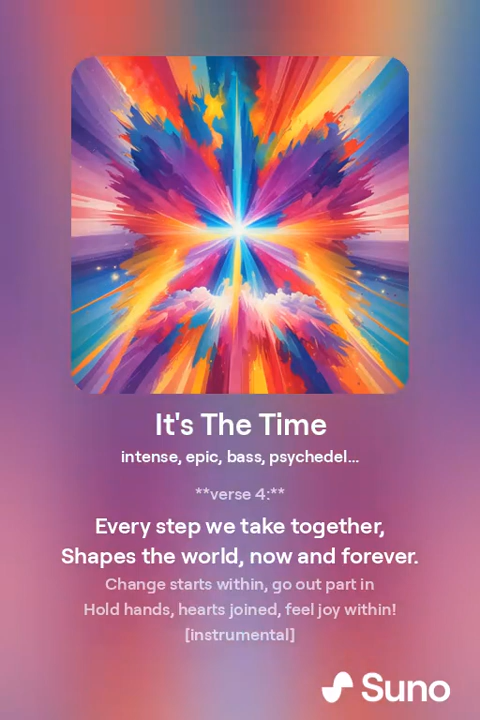 It's The Time
intense, epic, bass, psychedel...
**verse 4:**
Every step we take together,
Shapes the world, now and forever.
Change starts within, go out part in
Hold hands, hearts joined, feel joy within!
[instrumental]
Suno